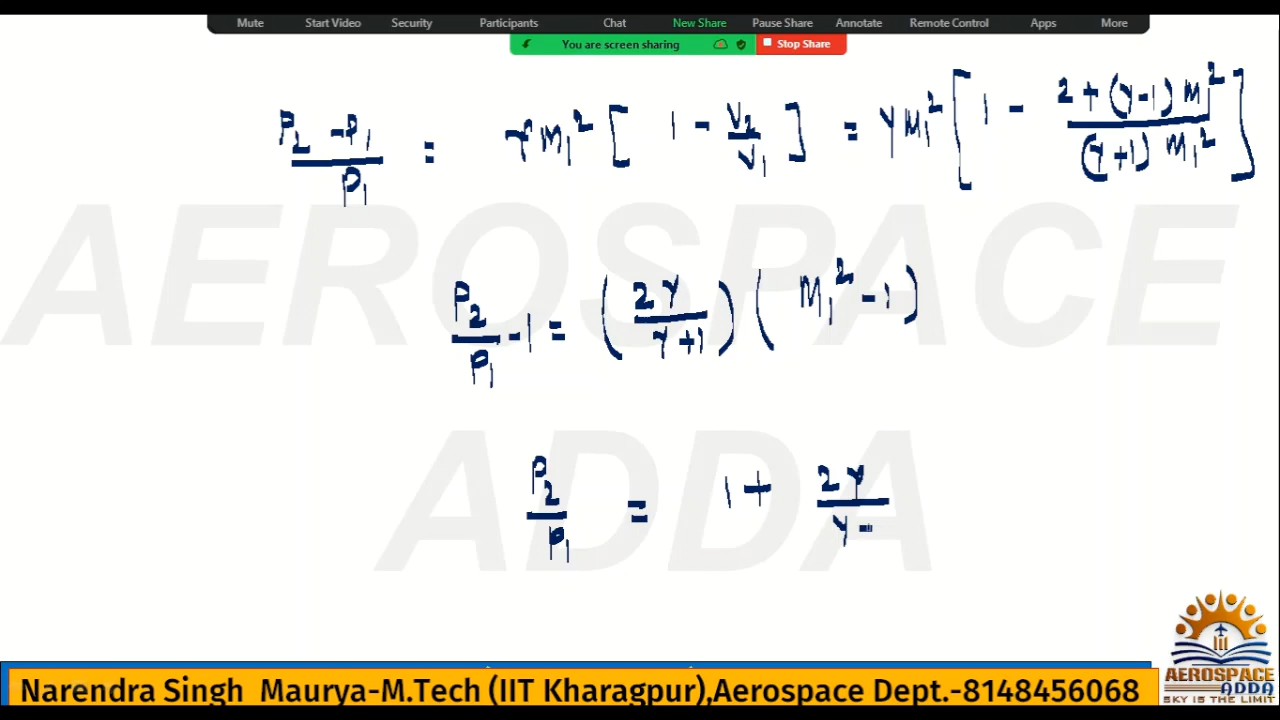 Mute Start Video Security Participants Chat New Share Pause Share Annotate Remote Control Apps More
You are screen sharing Stop Share
P₂ - P₁ / P₁ = γM₁² [ 1 - V₂/V₁ ] = γM₁² [ 1 - 2 + (γ-1) M₁² / (γ+1) M₁² ]
AEROSPACE
P₂/P₁ - 1 = ( 2γ / γ+1 ) ( M₁² - 1 )
ADDA
P₂/P₁ = 1 + 2γ / γ -
Narendra Singh Maurya-M.Tech (IIT Kharagpur),Aerospace Dept.-8148456068
AEROSPACE
ADDA
SKY IS THE LIMIT